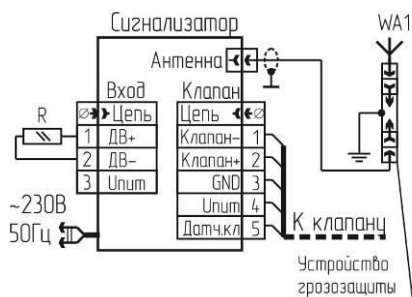 Сигнализатор
WA1
Антенна
Вход
Клапан
Цепь
Цепь
R
1 ДВ+
2 ДВ-
3 Uпит
Клапан- 1
Клапан+ 2
GND 3
Uпит 4
Датч.кл 5
~230В
50Гц
К клапану
Устройство
грозозащиты